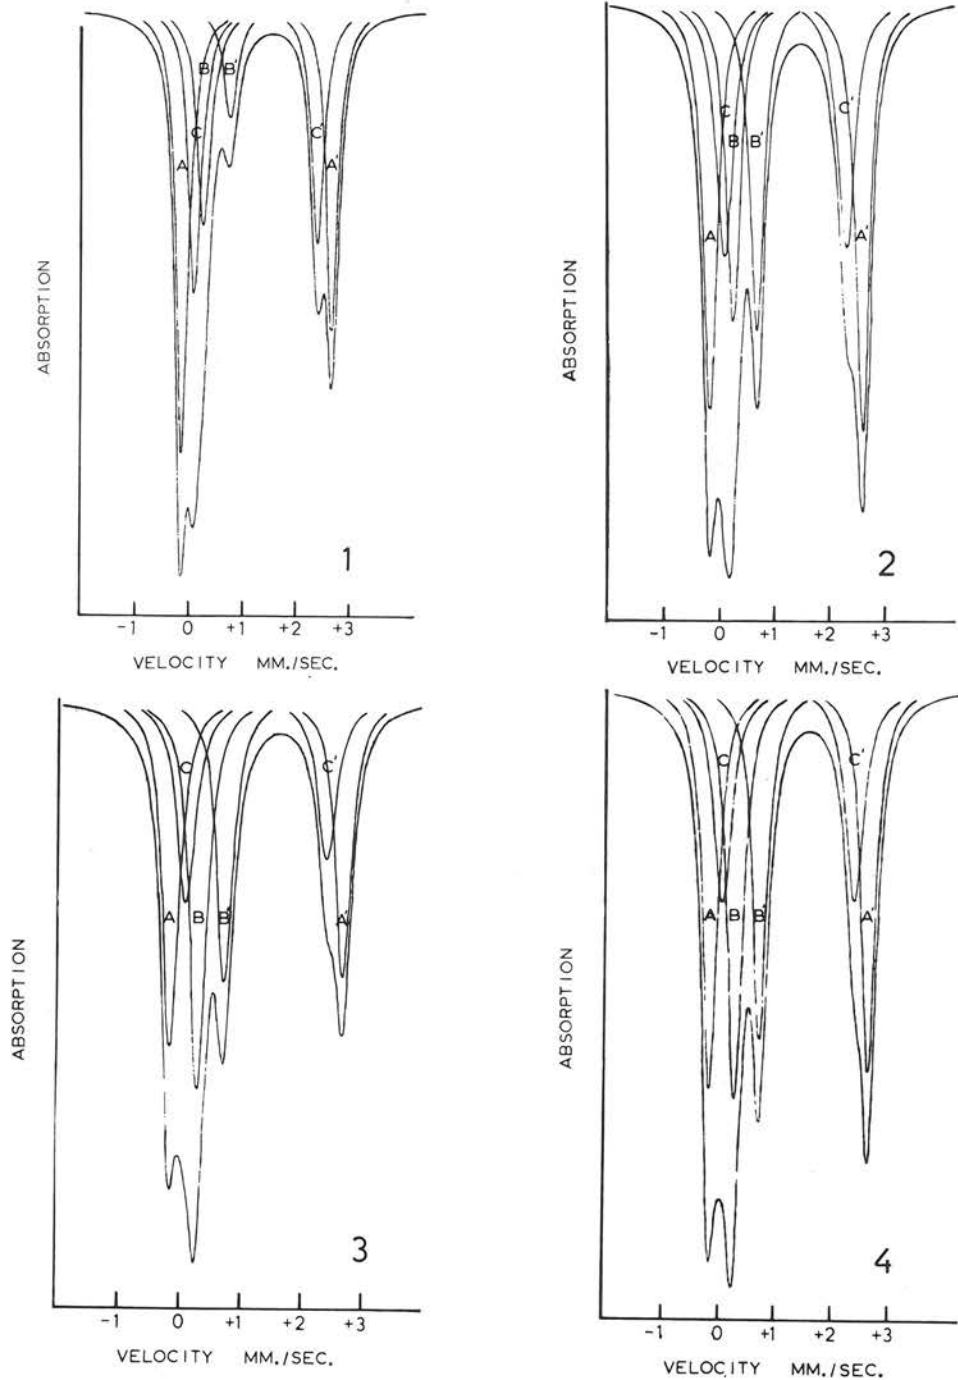 B B'
C C'
A A'
ABSORPTION
1
-1 0 +1 +2 +3
VELOCITY MM./SEC.
C C'
B B'
A A'
ABSORPTION
2
-1 0 +1 +2 +3
VELOCITY MM./SEC.
C C'
A B B' A'
ABSORPTION
3
-1 0 +1 +2 +3
VELOCITY MM./SEC.
C C'
A B B' A'
ABSORPTION
4
-1 0 +1 +2 +3
VELOCITY MM./SEC.